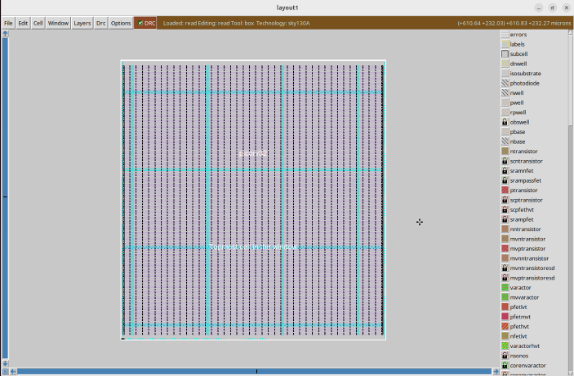 layout1
File Edit Cell Window Layers Drc Options DRC Loaded: read Editing: read Tool: box Technology: sky130A (+610.64 +232.03) +610.83 +232.27 microns
errors
labels
subcell
dnwell
isosubstrate
photodiode
nwell
pwell
rpwell
obswell
pbase
nbase
ntransistor
scntransistor
sramnfet
srampassfet
ptransistor
scptransistor
scpfethvt
srampfet
nntransistor
mvntransistor
mvptransistor
mvnntransistor
mvntransistoresd
mvptransistoresd
varactor
mvvaractor
pfetlvt
pfetmvt
pfethvt
nfetlvt
varactorhvt
nsonos
corenvaractor